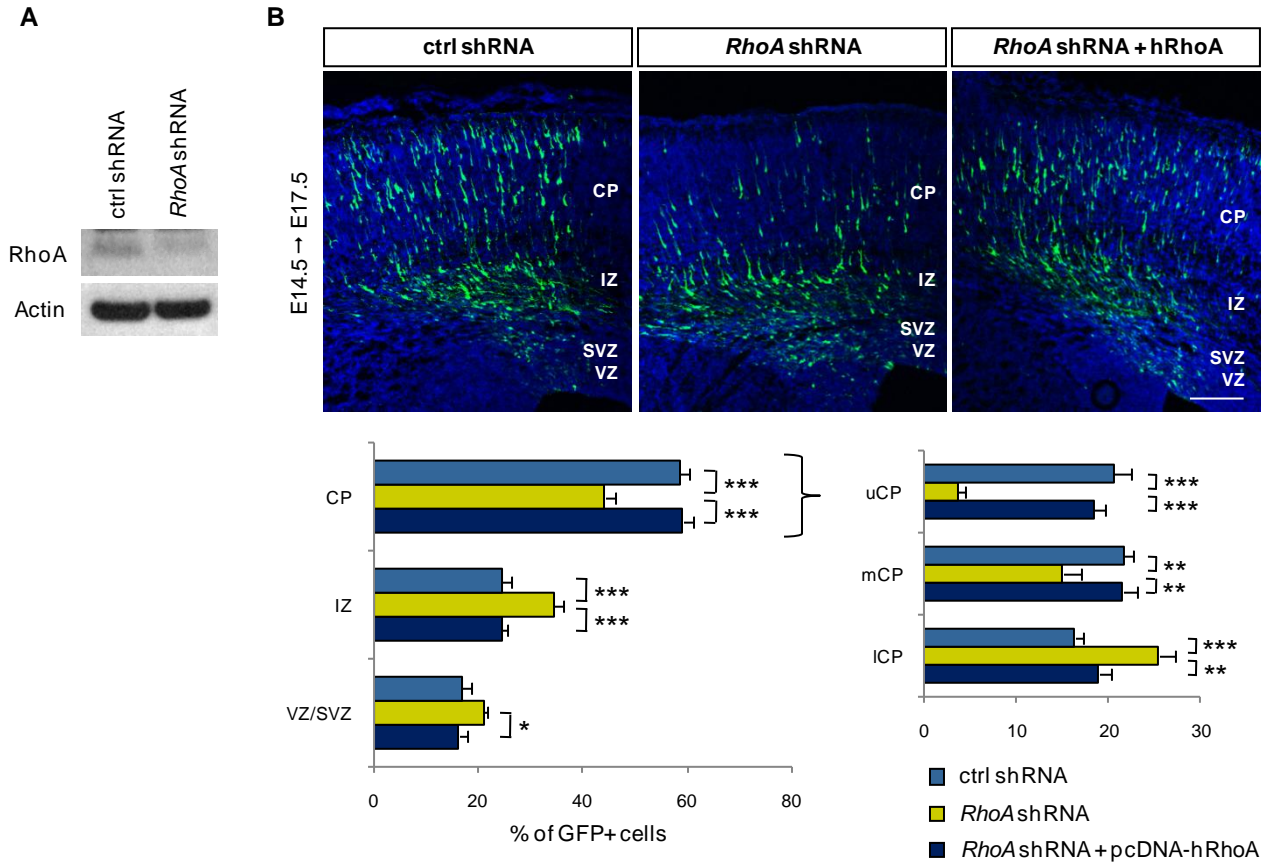 A
B
ctrl shRNA
RhoA shRNA
RhoA
Actin
ctrl shRNA
RhoA shRNA
RhoA shRNA + hRhoA
E14.5 → E17.5
CP
IZ
SVZ
VZ
CP
IZ
SVZ
VZ
CP
IZ
SVZ
VZ
CP
***
***
IZ
***
***
VZ/SVZ
*
0 20 40 60 80
% of GFP+ cells
uCP
***
***
mCP
**
**
lCP
***
**
0 10 20 30
ctrl shRNA
RhoA shRNA
RhoA shRNA + pcDNA-hRhoA